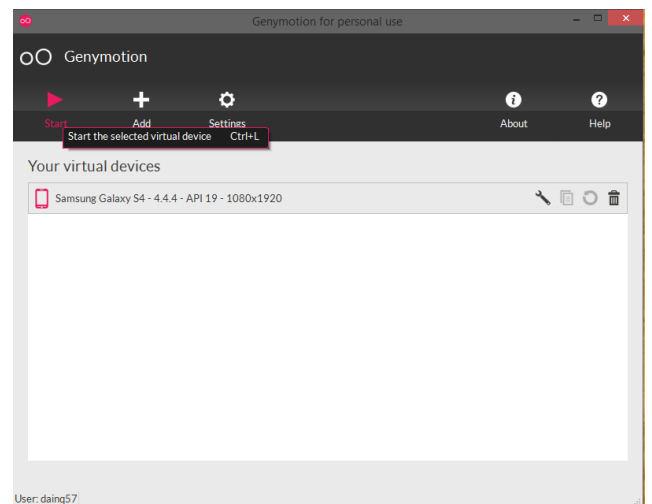 Genymotion for personal use
Genymotion
Start Add Settings About Help
Start the selected virtual device Ctrl+L
Your virtual devices
Samsung Galaxy S4 - 4.4.4 - API 19 - 1080x1920
User: dainq57